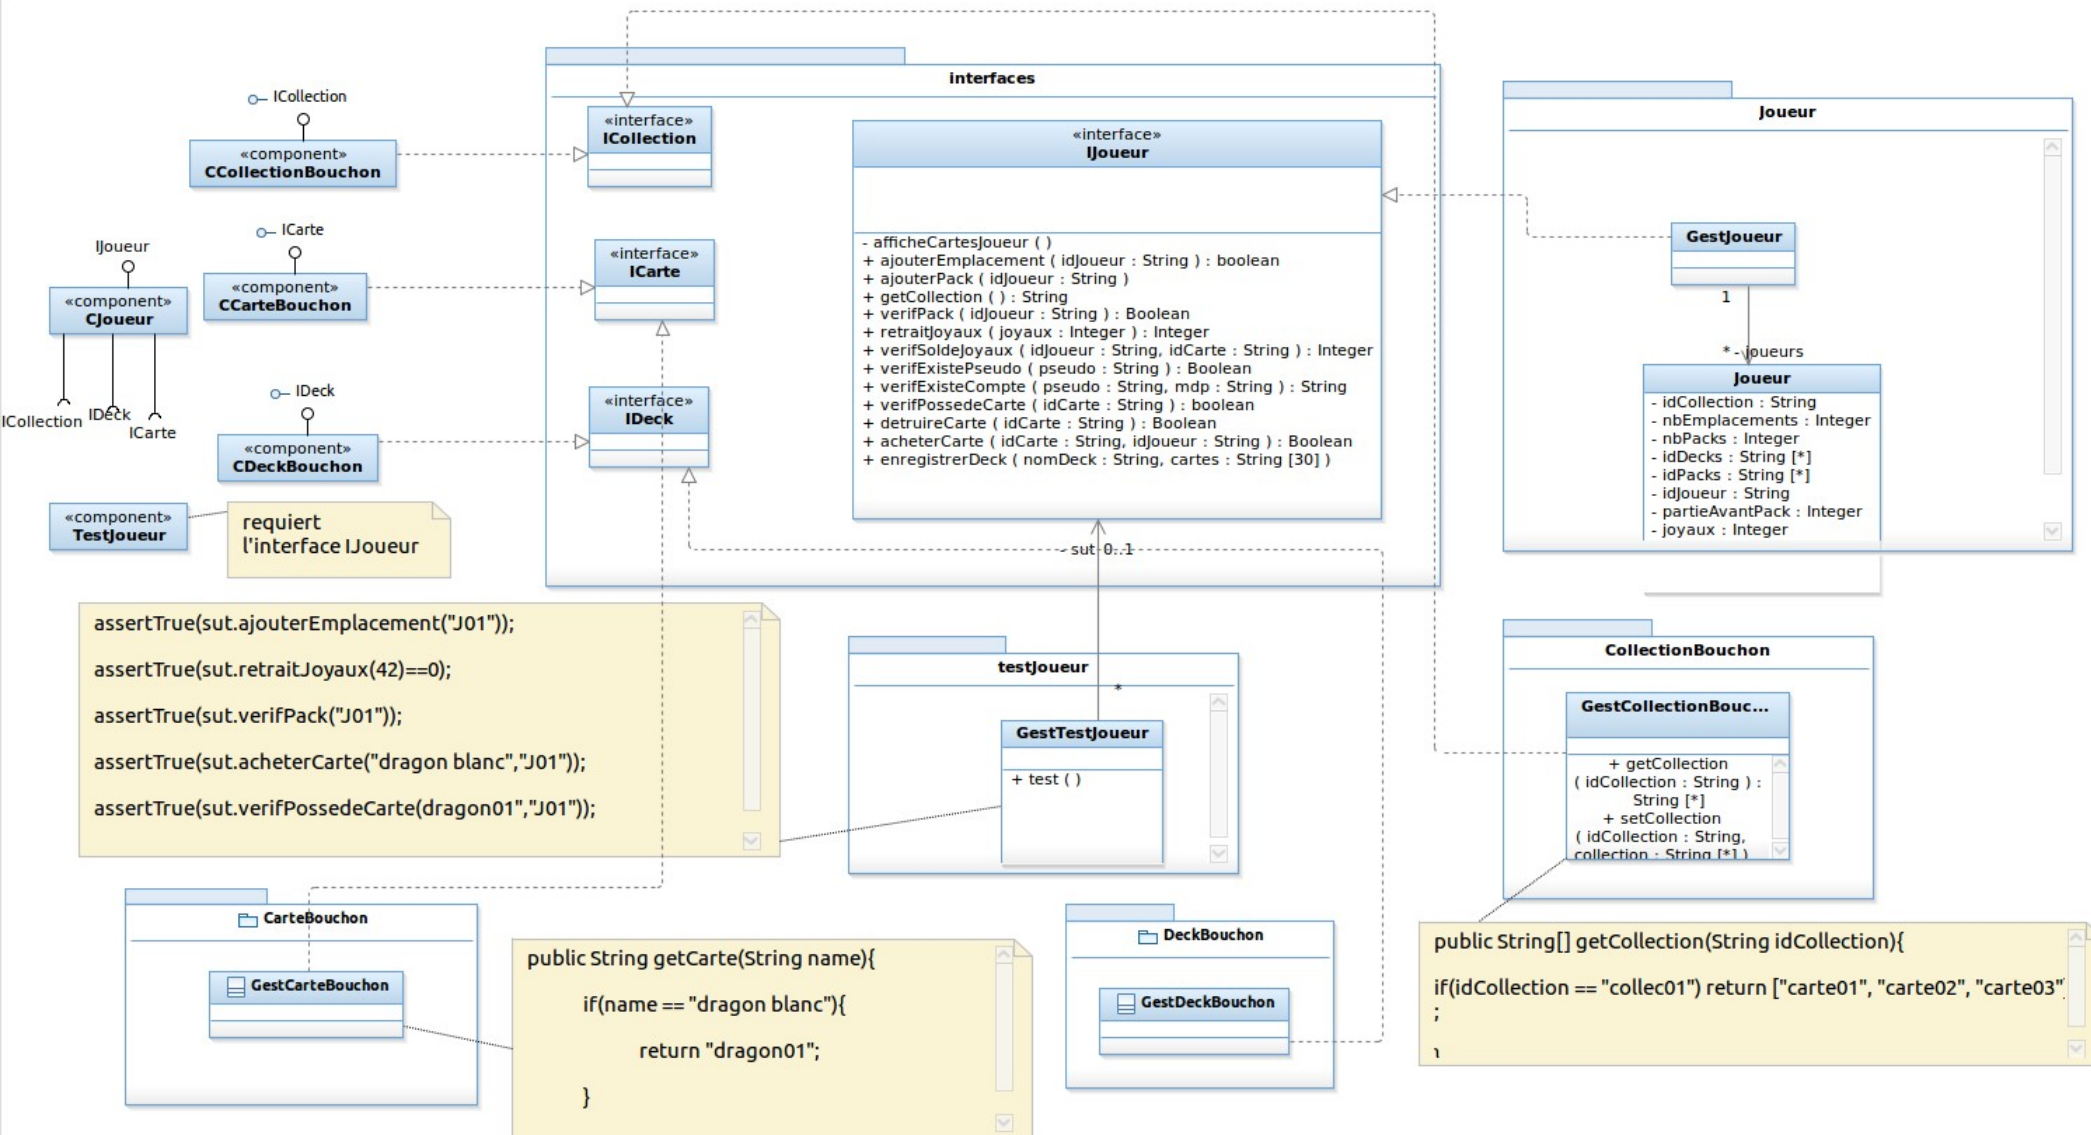 ICollection
«component»
CCollectionBouchon
ICarte
«component»
CCarteBouchon
IJoueur
«component»
CJoueur
ICollection
IDeck
ICarte
IDeck
«component»
CDeckBouchon
«component»
TestJoueur
requiert
l'interface IJoueur
interfaces
«interface»
ICollection
«interface»
ICarte
«interface»
IDeck
«interface»
IJoueur
- afficheCartesJoueur ( )
+ ajouterEmplacement ( idJoueur : String ) : boolean
+ ajouterPack ( idJoueur : String )
+ getCollection ( ) : String
+ verifPack ( idJoueur : String ) : Boolean
+ retraitJoyaux ( joyaux : Integer ) : Integer
+ verifSoldeJoyaux ( idJoueur : String, idCarte : String ) : Integer
+ verifExistePseudo ( pseudo : String ) : Boolean
+ verifExisteCompte ( pseudo : String, mdp : String ) : String
+ verifPossedeCarte ( idCarte : String ) : boolean
+ detruireCarte ( idCarte : String ) : Boolean
+ acheterCarte ( idCarte : String, idJoueur : String ) : Boolean
+ enregistrerDeck ( nomDeck : String, cartes : String [30] )
- sut 0..1
Joueur
GestJoueur
1
* - joueurs
Joueur
- idCollection : String
- nbEmplacements : Integer
- nbPacks : Integer
- idDecks : String [*]
- idPacks : String [*]
- idJoueur : String
- partieAvantPack : Integer
- joyaux : Integer
assertTrue(sut.ajouterEmplacement("J01"));
assertTrue(sut.retraitJoyaux(42)==0);
assertTrue(sut.verifPack("J01"));
assertTrue(sut.acheterCarte("dragon blanc","J01"));
assertTrue(sut.verifPossedeCarte(dragon01","J01"));
testJoueur
*
GestTestJoueur
+ test ( )
CollectionBouchon
GestCollectionBouc...
+ getCollection
( idCollection : String ) :
String [*]
+ setCollection
( idCollection : String,
collection : String [*] )
CarteBouchon
GestCarteBouchon
public String getCarte(String name){
if(name == "dragon blanc"){
return "dragon01";
}
DeckBouchon
GestDeckBouchon
public String[] getCollection(String idCollection){
if(idCollection == "collec01") return ["carte01", "carte02", "carte03"]
;
}